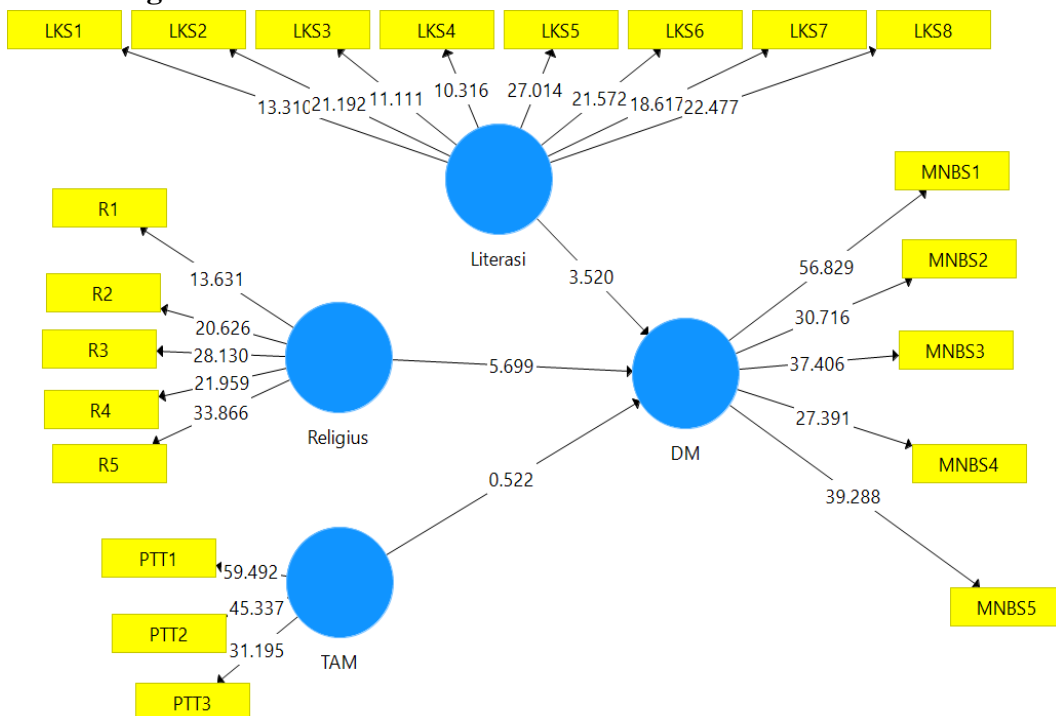 LKS1 LKS2 LKS3 LKS4 LKS5 LKS6 LKS7 LKS8
13.310 21.192 11.111 10.316 27.014 21.572 18.617 22.477
Literasi
3.520
R1
R2
R3
R4
R5
13.631
20.626
28.130
21.959
33.866
Religius
5.699
PTT1
PTT2
PTT3
59.492
45.337
31.195
TAM
0.522
DM
56.829
30.716
37.406
27.391
39.288
MNBS1
MNBS2
MNBS3
MNBS4
MNBS5